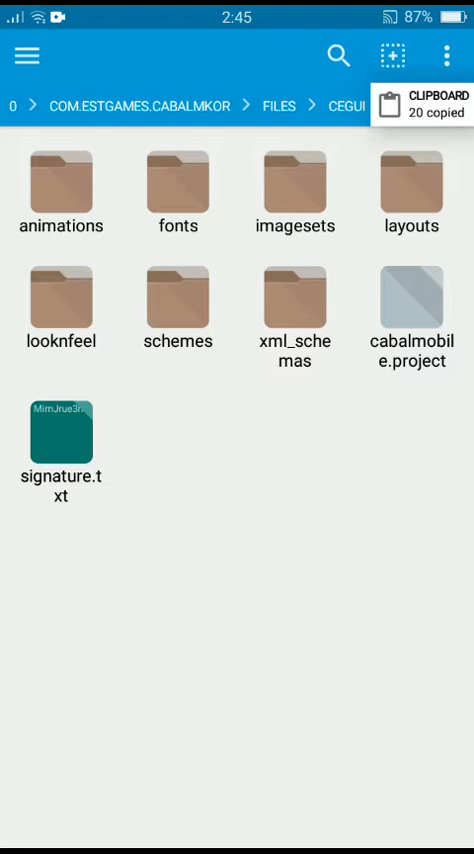 2:45
87%
0 > COM.ESTGAMES.CABALMKOR > FILES > CEGUI
CLIPBOARD
20 copied
animations
fonts
imagesets
layouts
looknfeel
schemes
xml_sche
mas
cabalmobil
e.project
MimJrue3r
signature.t
xt